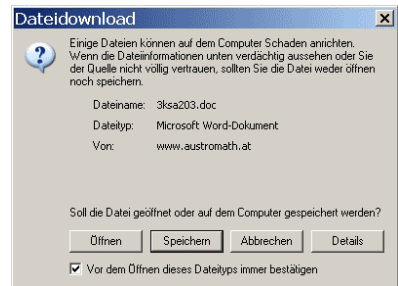 Dateidownload
Einige Dateien können auf dem Computer Schaden anrichten.
Wenn die Dateiinformationen unten verdächtig aussehen oder Sie
der Quelle nicht völlig vertrauen, sollten Sie die Datei weder öffnen
noch speichern.
Dateiname: 3ksa203.doc
Dateityp: Microsoft Word-Dokument
Von: www.austromath.at
Soll die Datei geöffnet oder auf dem Computer gespeichert werden?
Öffnen Speichern Abbrechen Details
Vor dem Öffnen dieses Dateityps immer bestätigen